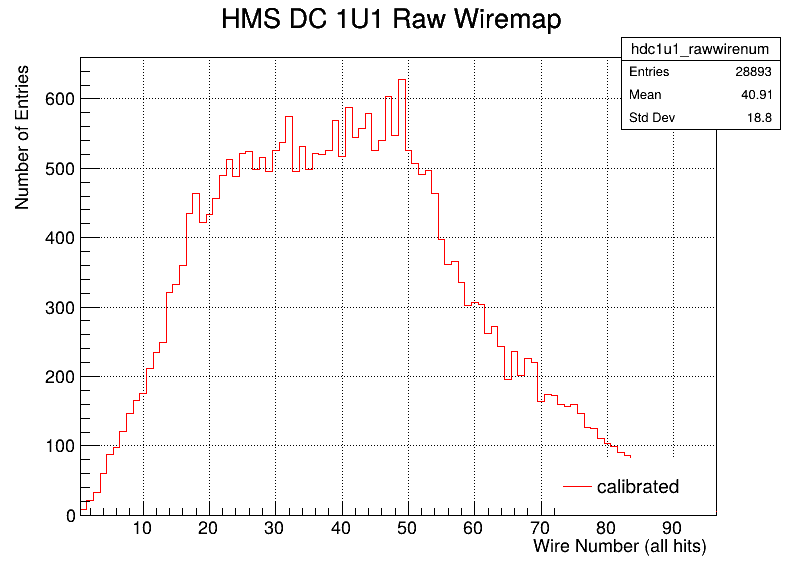 HMS DC 1U1 Raw Wiremap
hdc1u1_rawwirenum
Entries 28893
Mean 40.91
Std Dev 18.8
Number of Entries
600
500
400
300
200
100
0
10 20 30 40 50 60 70 80 90
calibrated
Wire Number (all hits)